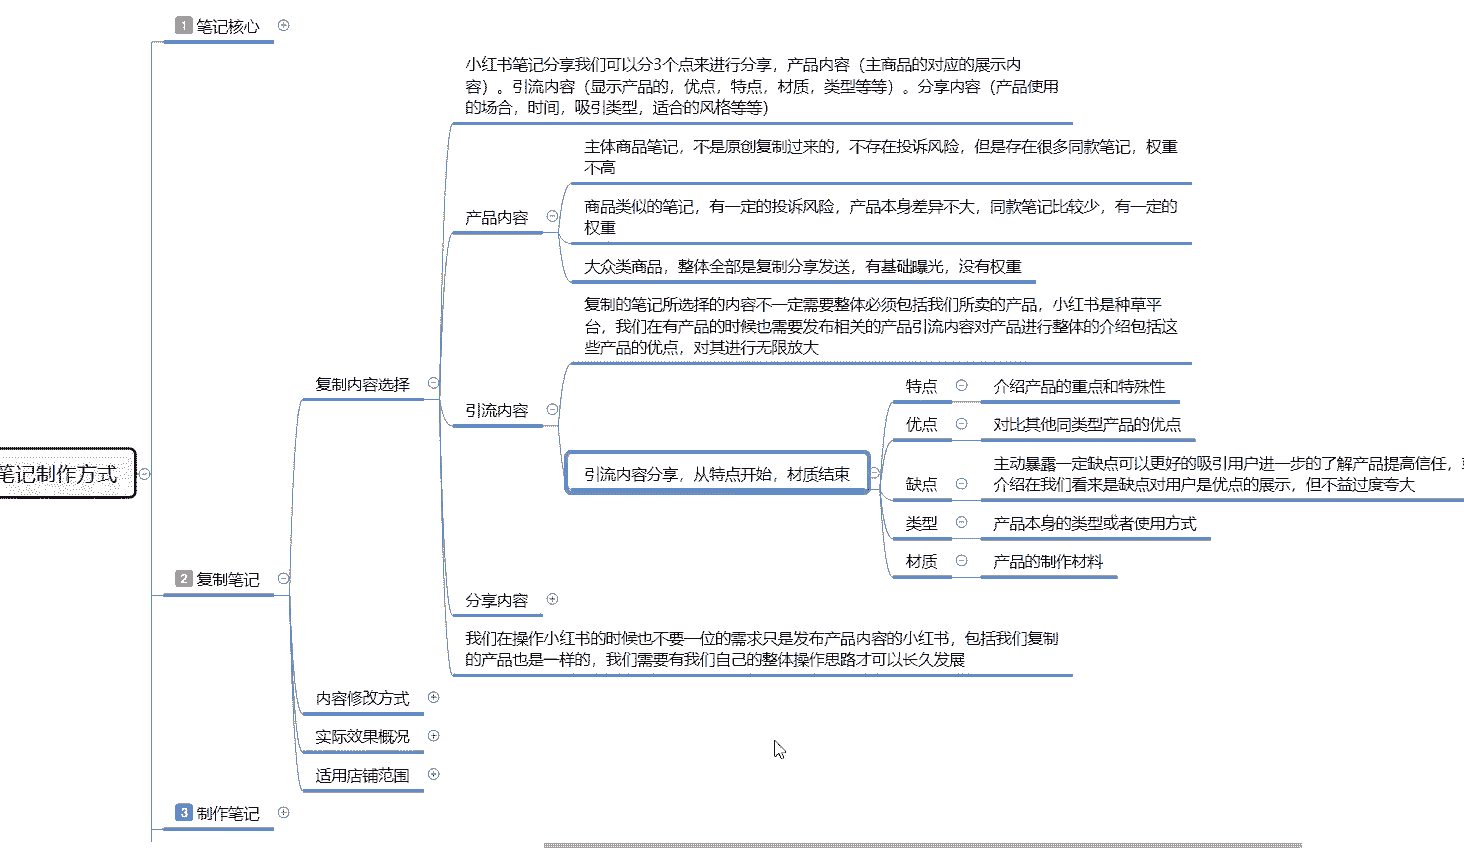 1 笔记核心
小红书笔记分享我们可以分3个点来进行分享，产品内容（主商品的对应的展示内
容）。引流内容（显示产品的，优点，特点，材质，类型等等）。分享内容（产品使用
的场合，时间，吸引类型，适合的风格等等）
主体商品笔记，不是原创复制过来的，不存在投诉风险，但是存在很多同款笔记，权重
不高
产品内容
商品类似的笔记，有一定的投诉风险，产品本身差异不大，同款笔记比较少，有一定的
权重
大众类商品，整体全部是复制分享发送，有基础曝光，没有权重
复制的笔记所选择的内容不一定需要整体必须包括我们所卖的产品，小红书是种草平
台，我们在有产品的时候也需要发布相关的产品引流内容对产品进行整体的介绍包括这
些产品的优点，对其进行无限放大
复制内容选择
引流内容
特点
介绍产品的重点和特殊性
优点
对比其他同类型产品的优点
引流内容分享，从特点开始，材质结束
缺点
主动暴露一定缺点可以更好的吸引用户进一步的了解产品提高信任，
介绍在我们看来是缺点对用户是优点的展示，但不益过度夸大
类型
产品本身的类型或者使用方式
材质
产品的制作材料
笔记制作方式
2 复制笔记
分享内容
我们在操作小红书的时候也不要一位的需求只是发布产品内容的小红书，包括我们复制
的产品也是一样的，我们需要有我们自己的整体操作思路才可以长久发展
内容修改方式
实际效果概况
适用店铺范围
3 制作笔记